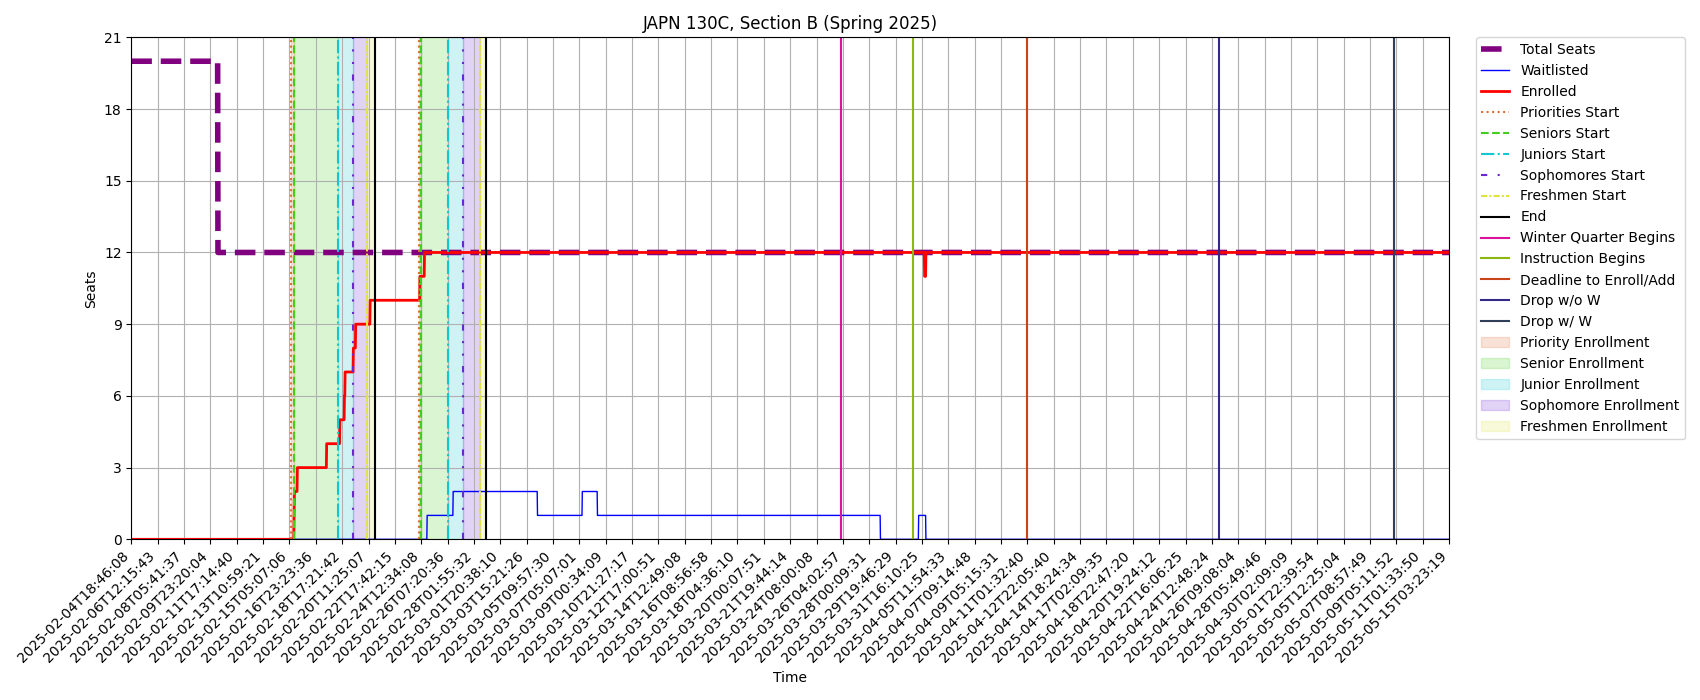 JAPN 130C, Section B (Spring 2025)
Seats
21
18
15
12
9
6
3
0
2025-02-04T18:46:08
2025-02-06T12:15:43
2025-02-08T05:41:37
2025-02-09T23:20:04
2025-02-11T17:14:40
2025-02-13T10:59:21
2025-02-15T05:07:06
2025-02-16T23:23:36
2025-02-18T17:21:42
2025-02-20T11:25:07
2025-02-22T17:42:15
2025-02-24T12:34:08
2025-02-26T07:20:36
2025-02-28T01:55:32
2025-03-01T20:38:10
2025-03-03T15:21:26
2025-03-05T09:57:30
2025-03-07T05:07:01
2025-03-09T00:34:09
2025-03-10T21:27:17
2025-03-12T17:00:51
2025-03-14T12:49:08
2025-03-16T08:56:58
2025-03-18T04:36:10
2025-03-20T00:07:51
2025-03-21T19:44:14
2025-03-24T08:00:08
2025-03-26T04:02:57
2025-03-28T00:09:31
2025-03-29T19:46:29
2025-03-31T16:10:25
2025-04-05T11:54:33
2025-04-07T09:14:48
2025-04-09T05:15:31
2025-04-11T01:32:40
2025-04-12T22:05:40
2025-04-14T18:24:34
2025-04-17T02:09:35
2025-04-18T22:47:20
2025-04-20T19:24:12
2025-04-22T16:06:25
2025-04-24T12:48:24
2025-04-26T09:08:04
2025-04-28T05:49:46
2025-04-30T02:09:09
2025-05-01T22:39:54
2025-05-05T12:25:04
2025-05-07T08:57:49
2025-05-09T05:11:52
2025-05-11T01:33:50
2025-05-15T03:23:19
Time
Total Seats
Waitlisted
Enrolled
Priorities Start
Seniors Start
Juniors Start
Sophomores Start
Freshmen Start
End
Winter Quarter Begins
Instruction Begins
Deadline to Enroll/Add
Drop w/o W
Drop w/ W
Priority Enrollment
Senior Enrollment
Junior Enrollment
Sophomore Enrollment
Freshmen Enrollment